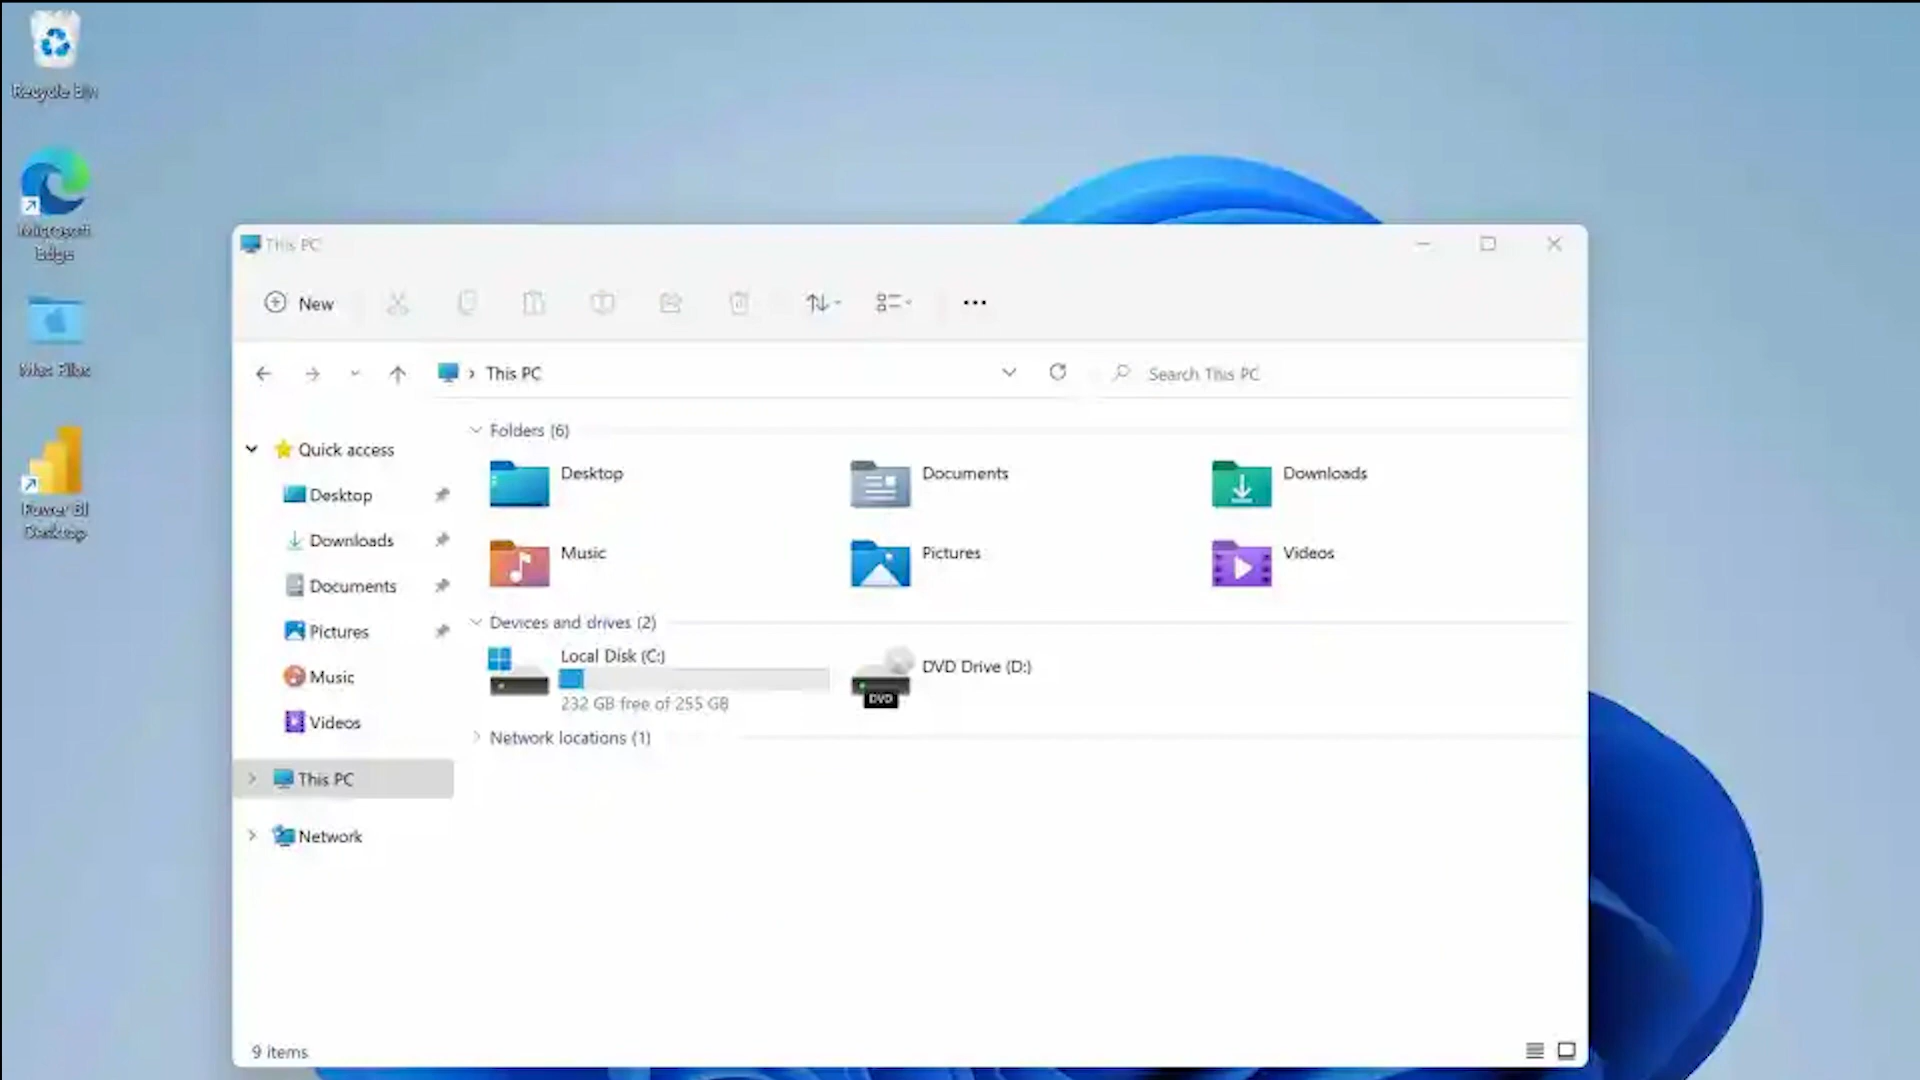 Recycle Bin
Microsoft
Edge
Mac Files
Power BI
Desktop
This PC
New
This PC
Search This PC
Quick access
Desktop
Downloads
Documents
Pictures
Music
Videos
This PC
Network
Folders (6)
Desktop
Documents
Downloads
Music
Pictures
Videos
Devices and drives (2)
Local Disk (C:)
232 GB free of 255 GB
DVD
DVD Drive (D:)
Network locations (1)
9 items